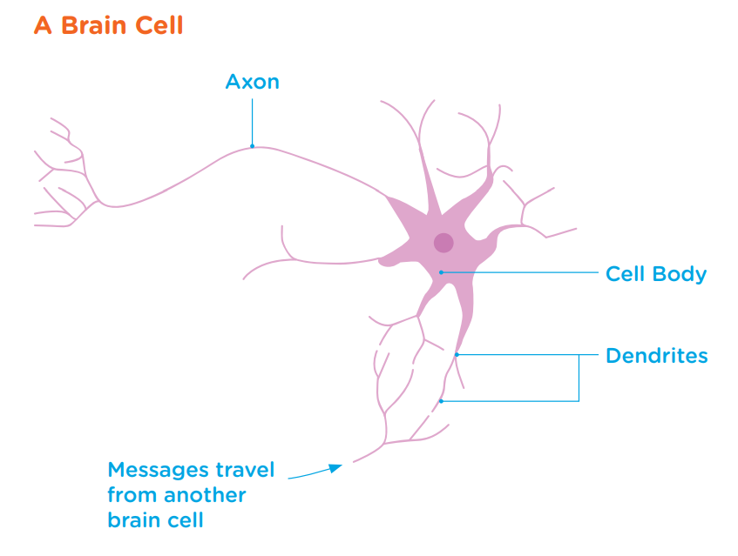 A Brain Cell
Axon
Cell Body
Dendrites
Messages travel
from another
brain cell